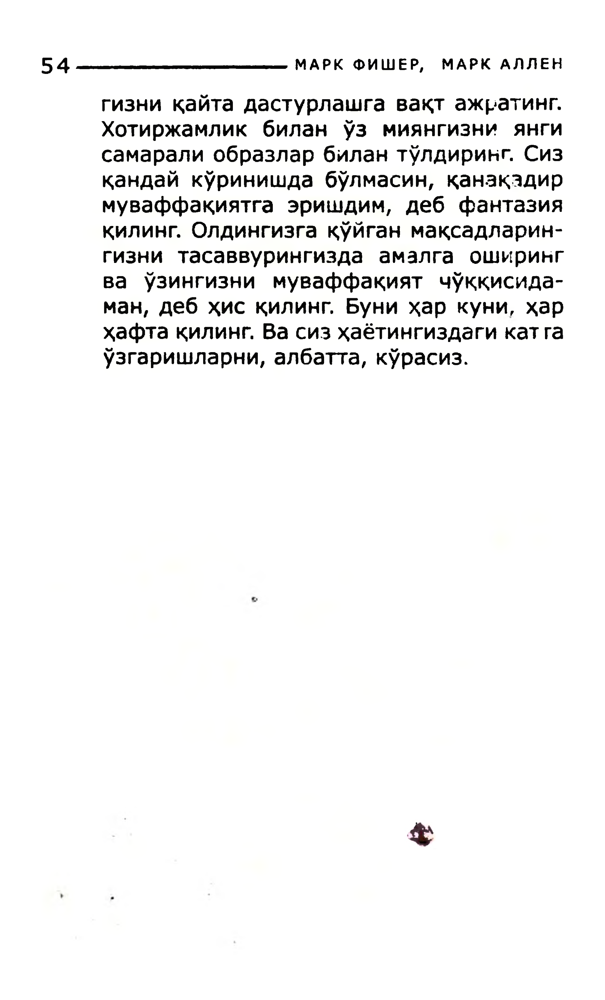 54 МАРК ФИШЕР, МАРК АЛЛЕН
гизни қайта дастурлашга вақт ажратинг.
Хотиржамлик билан ўз миянгизни янги
самарали образлар билан тўлдиринг. Сиз
қандай кўринишда бўлмасин, қанақадир
муваффақиятга эришдим, деб фантазия
қилинг. Олдингизга қўйган мақсадларин-
гизни тасаввурингизда амалга оширинг
ва ўзингизни муваффақият чўққисида-
ман, деб ҳис қилинг. Буни ҳар куни, ҳар
ҳафта қилинг. Ва сиз ҳаётингиздаги катта
ўзгаришларни, албатта, кўрасиз.